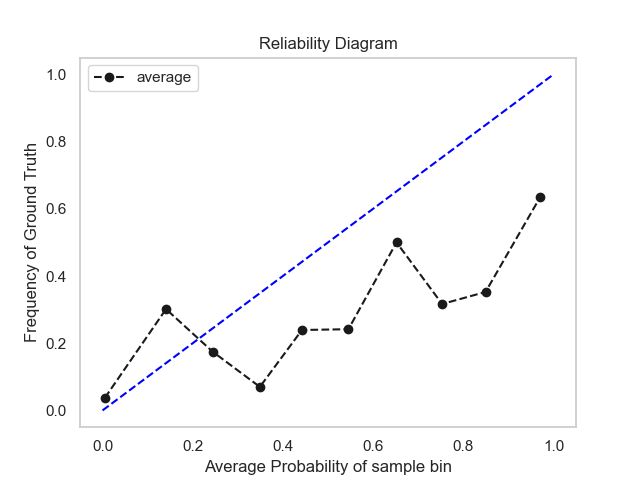 Reliability Diagram
average
Frequency of Ground Truth
1.0
0.8
0.6
0.4
0.2
0.0
0.0 0.2 0.4 0.6 0.8 1.0
Average Probability of sample bin